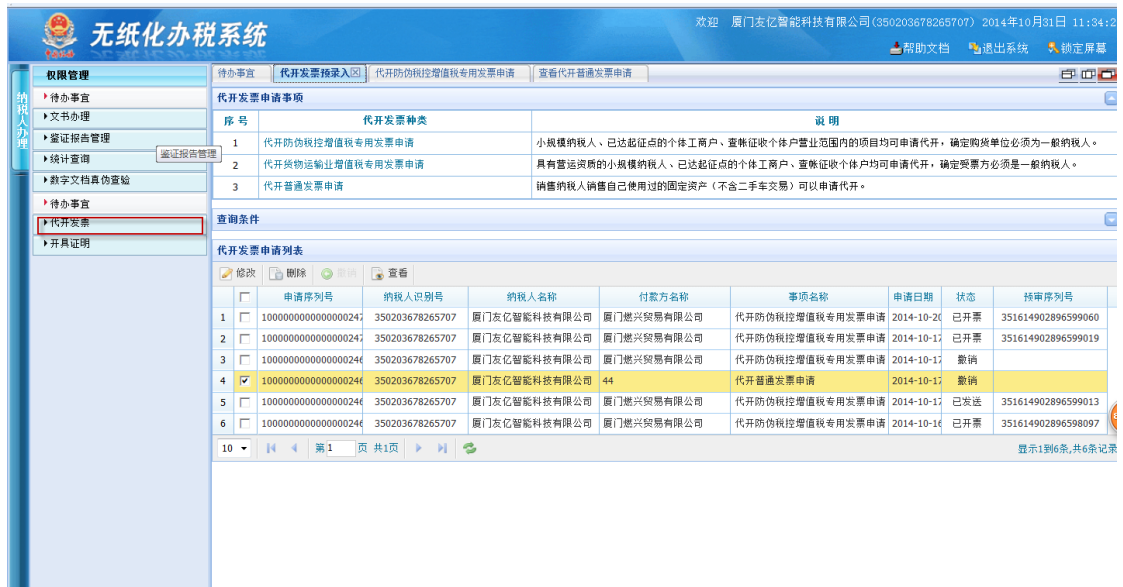 欢迎 厦门友亿智能科技有限公司(350203678265707) 2014年10月31日 11:34:2
无纸化办税系统
帮助文档 退出系统 锁定屏幕
纳税人办理
权限管理
待办事宜
文书办理
鉴证报告管理
鉴证报告管理
统计查询
数字文档真伪查验
待办事宜
代开发票
开具证明
待办事宜 代开发票预录入 代开防伪税控增值税专用发票申请 查看代开普通发票申请
代开发票申请事项
序 号 代开发票种类 说 明
1 代开防伪税控增值税专用发票申请 小规模纳税人、已达起征点的个体工商户、查帐征收个体户营业范围内的项目均可申请代开，确定购货单位必须为一般纳税人。
2 代开货物运输业增值税专用发票申请 具有营运资质的小规模纳税人、已达起征点的个体工商户、查帐征收个体户均可申请代开，确定受票方必须是一般纳税人。
3 代开普通发票申请 销售纳税人销售自己使用过的固定资产（不含二手车交易）可以申请代开。
查询条件
代开发票申请列表
修改 删除 撤销 查看
申请序列号 纳税人识别号 纳税人名称 付款方名称 事项名称 申请日期 状态 预审序列号
1 100000000000000247 350203678265707 厦门友亿智能科技有限公司 厦门燃兴贸易有限公司 代开防伪税控增值税专用发票申请 2014-10-20 已开票 351614902896599060
2 100000000000000247 350203678265707 厦门友亿智能科技有限公司 厦门燃兴贸易有限公司 代开防伪税控增值税专用发票申请 2014-10-17 已开票 351614902896599019
3 100000000000000246 350203678265707 厦门友亿智能科技有限公司 厦门燃兴贸易有限公司 代开防伪税控增值税专用发票申请 2014-10-17 撤销
4 100000000000000246 350203678265707 厦门友亿智能科技有限公司 44 代开普通发票申请 2014-10-17 撤销
5 100000000000000246 350203678265707 厦门友亿智能科技有限公司 厦门燃兴贸易有限公司 代开防伪税控增值税专用发票申请 2014-10-17 已发送 351614902896599013
6 100000000000000246 350203678265707 厦门友亿智能科技有限公司 厦门燃兴贸易有限公司 代开防伪税控增值税专用发票申请 2014-10-16 已开票 351614902896598097
10 第 1 页 共1页 显示1到6条,共6条记录